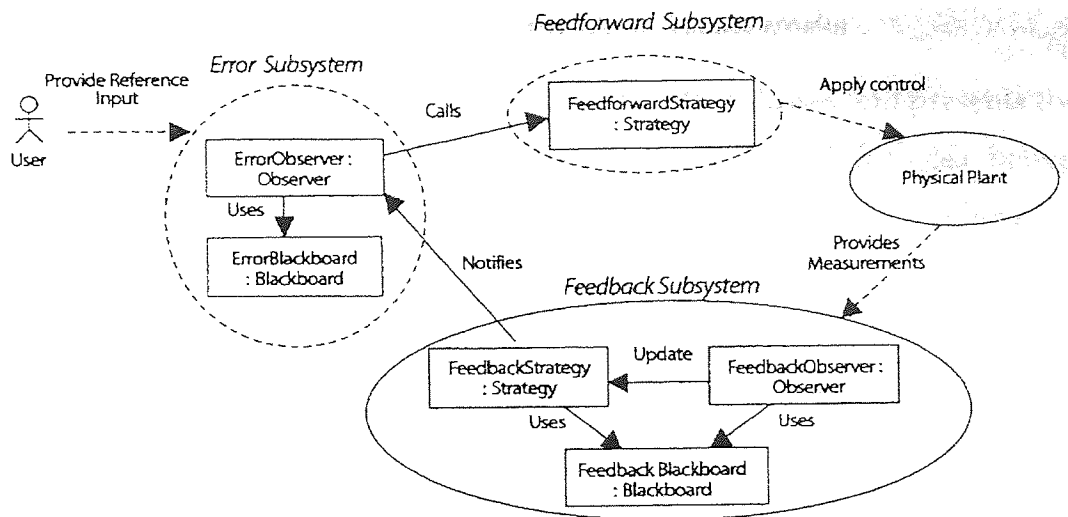 Feedforward Subsystem
Error Subsystem
Provide Reference
Input
User
Calls
FeedforwardStrategy
: Strategy
Apply control
ErrorObserver :
Observer
Physical Plant
Uses
ErrorBlackboard
: Blackboard
Notifies
Provides
Measurements
Feedback Subsystem
FeedbackStrategy
: Strategy
Update
FeedbackObserver :
Observer
Uses
Uses
Feedback Blackboard
: Blackboard